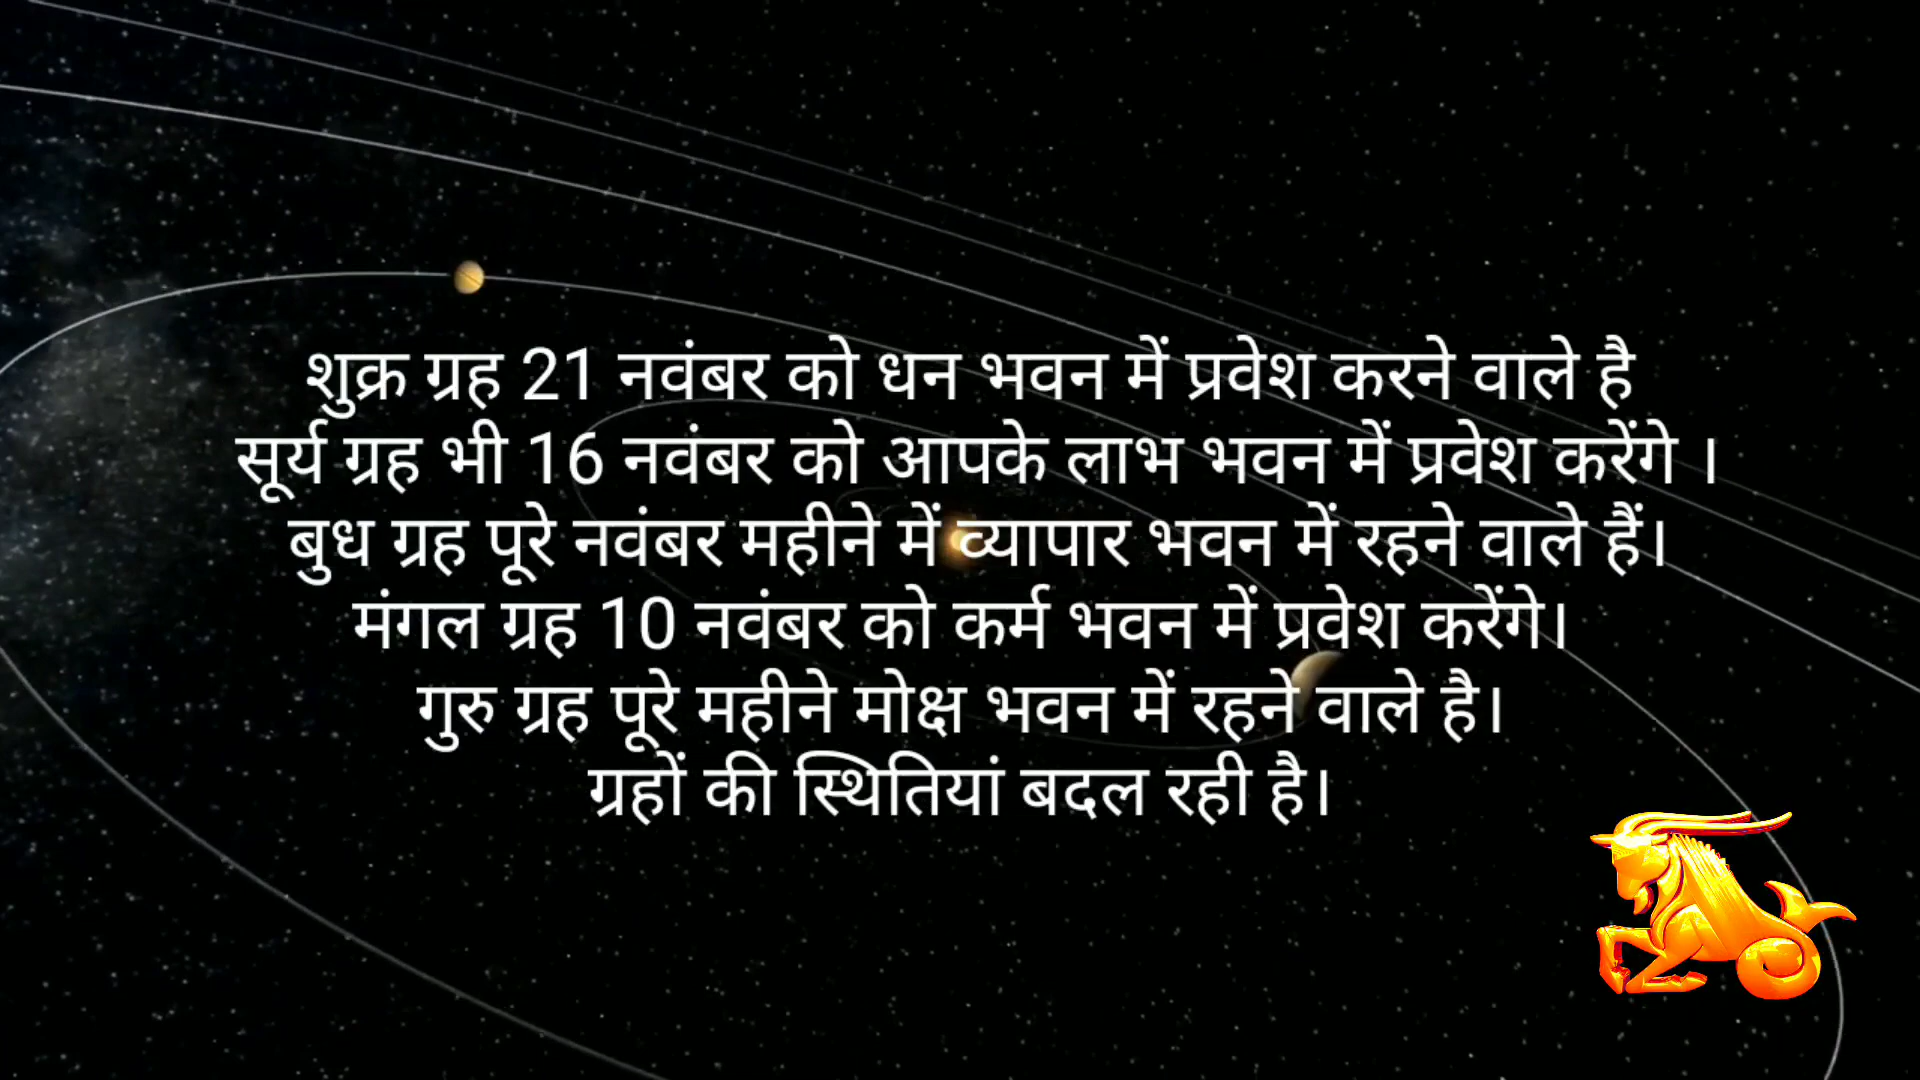 शुक्र ग्रह 21 नवंबर को धन भवन में प्रवेश करने वाले है
सूर्य ग्रह भी 16 नवंबर को आपके लाभ भवन में प्रवेश करेंगे ।
बुध ग्रह पूरे नवंबर महीने में व्यापार भवन में रहने वाले हैं।
मंगल ग्रह 10 नवंबर को कर्म भवन में प्रवेश करेंगे।
गुरु ग्रह पूरे महीने मोक्ष भवन में रहने वाले है।
ग्रहों की स्थितियां बदल रही है।